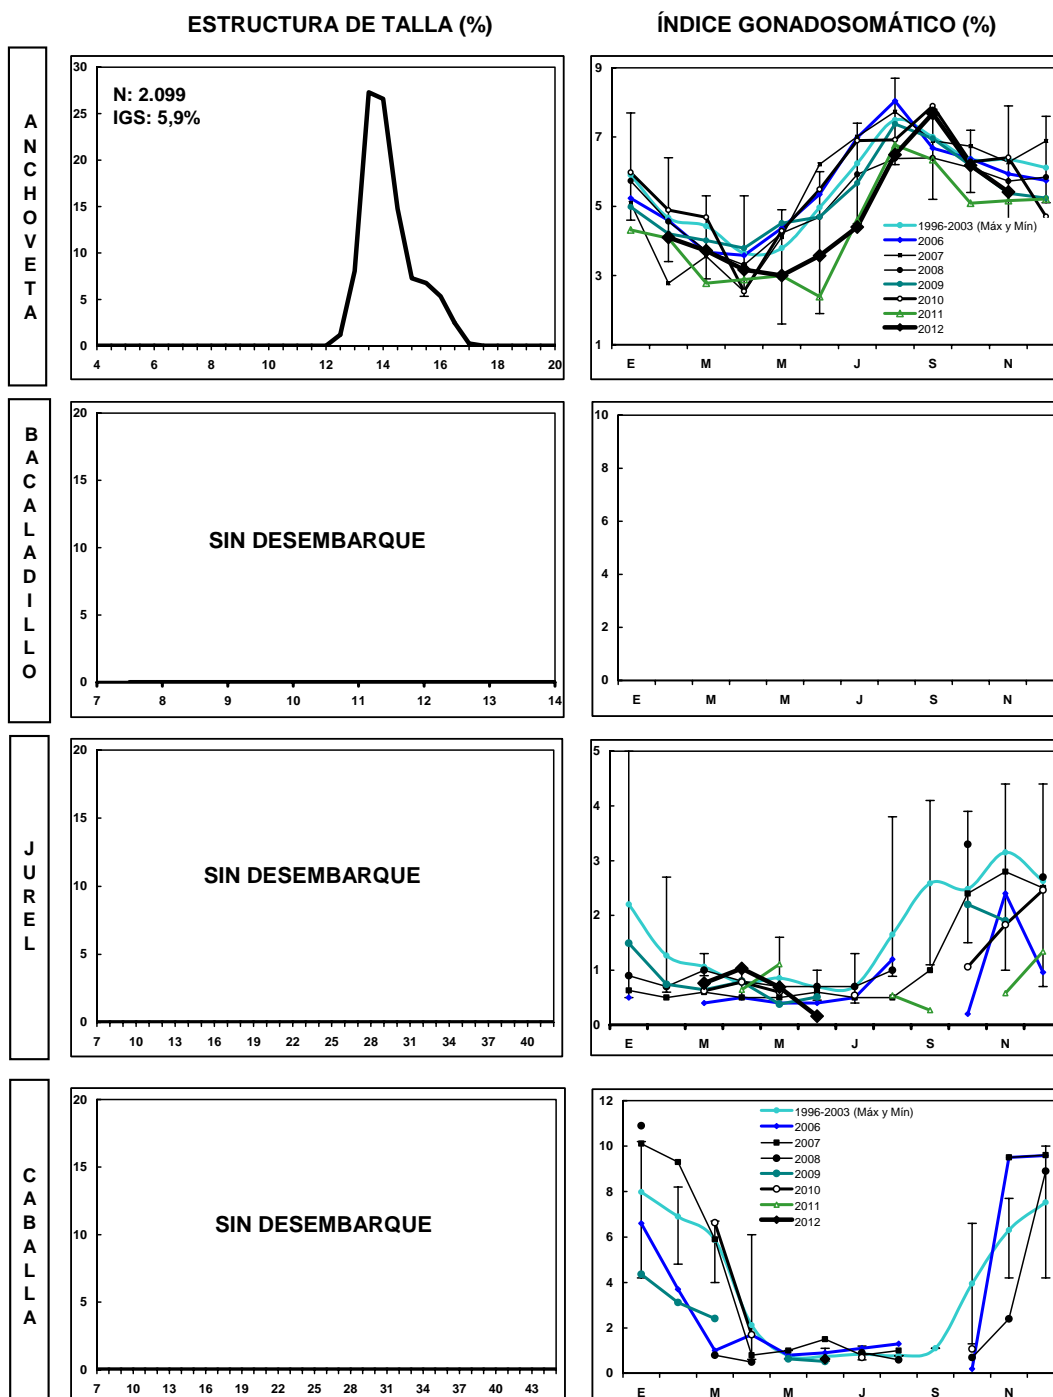 ESTRUCTURA DE TALLA (%)
ÍNDICE GONADOSOMÁTICO (%)
ANCHOVETA
30
25
20
15
10
5
0
N: 2.099
IGS: 5,9%
4 6 8 10 12 14 16 18 20
9
7
5
3
1
1996-2003 (Máx y Mín)
2006
2007
2008
2009
2010
2011
2012
E M M J S N
BACALADILLO
20
15
10
5
0
SIN DESEMBARQUE
7 8 9 10 11 12 13 14
10
8
6
4
2
0
E M M J S N
JUREL
20
15
10
5
0
SIN DESEMBARQUE
7 10 13 16 19 22 25 28 31 34 37 40
5
4
3
2
1
0
E M M J S N
CABALLA
20
15
10
5
0
SIN DESEMBARQUE
7 10 13 16 19 22 25 28 31 34 37 40 43
12
10
8
6
4
2
0
1996-2003 (Máx y Mín)
2006
2007
2008
2009
2010
2011
2012
E M M J S N